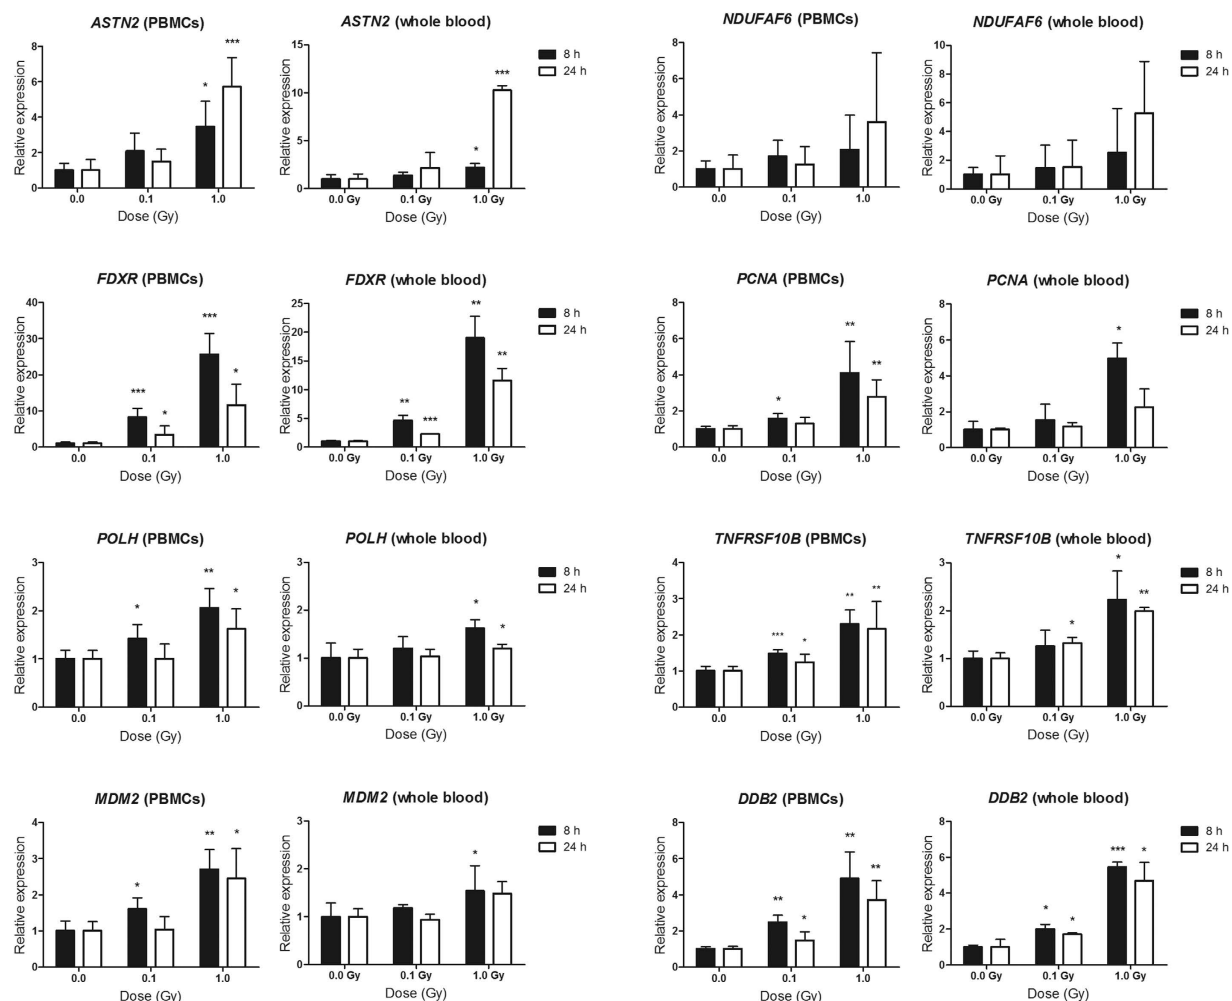 ASTN2 (PBMCs)
Relative expression
8
6
4
2
0
*
***
0.0 0.1 1.0
Dose (Gy)
ASTN2 (whole blood)
Relative expression
15
10
5
0
*
***
0.0 Gy 0.1 Gy 1.0 Gy
Dose (Gy)
8 h
24 h
NDUFAF6 (PBMCs)
Relative expression
8
6
4
2
0
0.0 0.1 1.0
Dose (Gy)
NDUFAF6 (whole blood)
Relative expression
10
8
6
4
2
0
0.0 Gy 0.1 Gy 1.0 Gy
Dose (Gy)
8 h
24 h
FDXR (PBMCs)
Relative expression
40
30
20
10
0
***
*
***
*
0.0 0.1 1.0
Dose (Gy)
FDXR (whole blood)
Relative expression
25
20
15
10
5
0
**
***
**
**
0.0 Gy 0.1 Gy 1.0 Gy
Dose (Gy)
8 h
24 h
PCNA (PBMCs)
Relative expression
8
6
4
2
0
*
**
**
0.0 0.1 1.0
Dose (Gy)
PCNA (whole blood)
Relative expression
8
6
4
2
0
*
0.0 Gy 0.1 Gy 1.0 Gy
Dose (Gy)
8 h
24 h
POLH (PBMCs)
Relative expression
3
2
1
0
*
**
*
0.0 0.1 1.0
Dose (Gy)
POLH (whole blood)
Relative expression
3
2
1
0
*
*
0.0 Gy 0.1 Gy 1.0 Gy
Dose (Gy)
8 h
24 h
TNFRSF10B (PBMCs)
Relative expression
4
3
2
1
0
***
*
**
**
0.0 0.1 1.0
Dose (Gy)
TNFRSF10B (whole blood)
Relative expression
3
2
1
0
*
*
**
0.0 Gy 0.1 Gy 1.0 Gy
Dose (Gy)
8 h
24 h
MDM2 (PBMCs)
Relative expression
4
3
2
1
0
*
**
*
0.0 0.1 1.0
Dose (Gy)
MDM2 (whole blood)
Relative expression
3
2
1
0
*
0.0 Gy 0.1 Gy 1.0 Gy
Dose (Gy)
8 h
24 h
DDB2 (PBMCs)
Relative expression
8
6
4
2
0
**
*
**
**
0.0 0.1 1.0
Dose (Gy)
DDB2 (whole blood)
Relative expression
8
6
4
2
0
*
*
***
*
0.0 Gy 0.1 Gy 1.0 Gy
Dose (Gy)
8 h
24 h